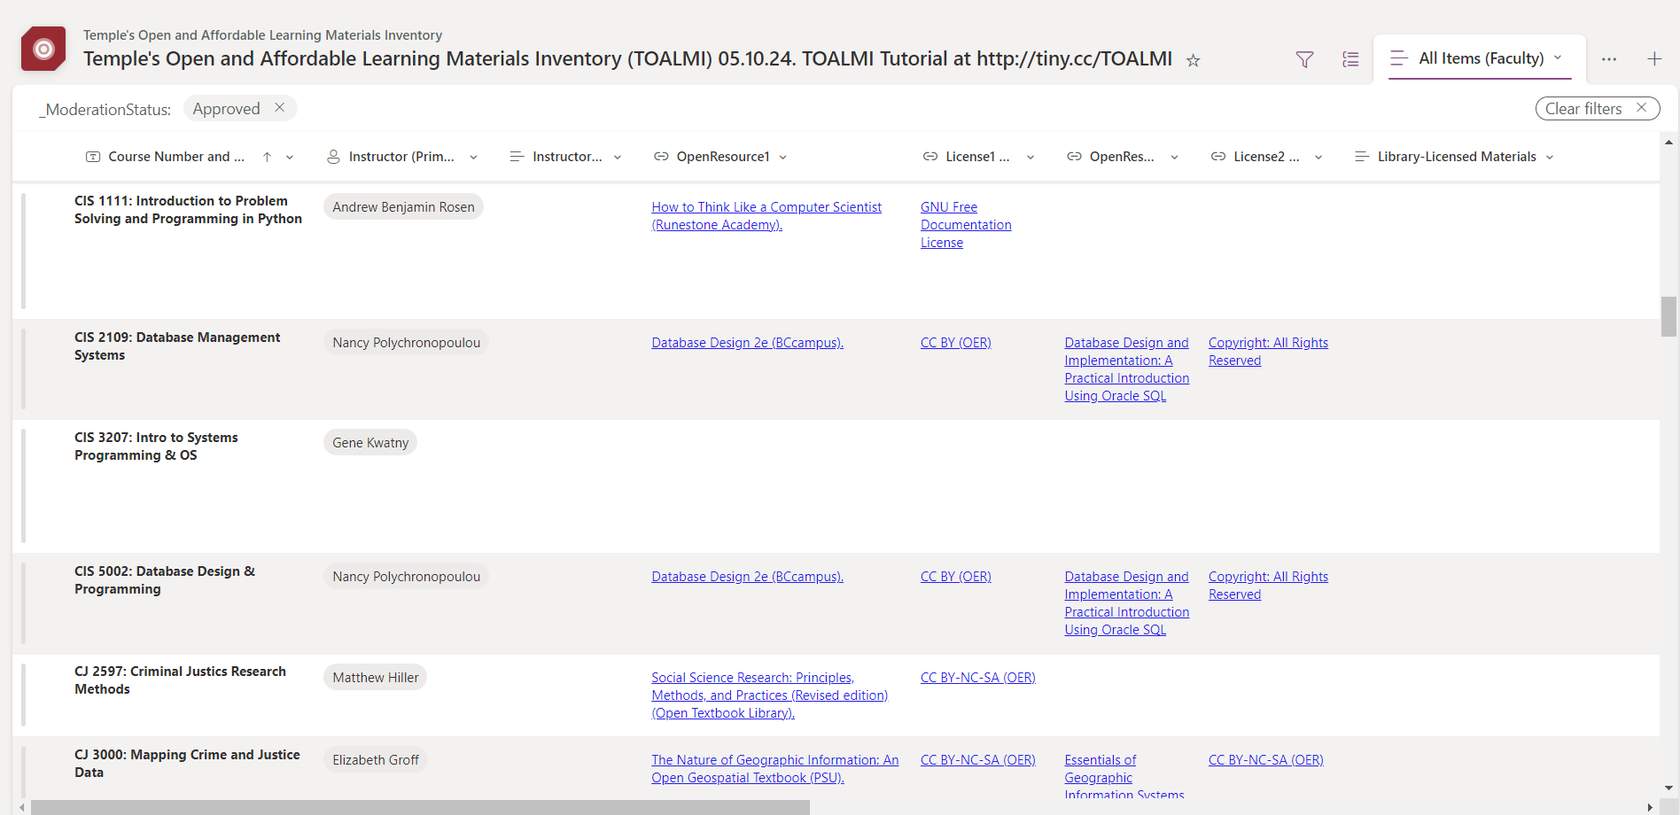 Temple's Open and Affordable Learning Materials Inventory
Temple's Open and Affordable Learning Materials Inventory (TOALMI) 05.10.24. TOALMI Tutorial at http://tiny.cc/TOALMI
All Items (Faculty)
_ModerationStatus:
Approved
Clear filters
Course Number and ...
Instructor (Prim...
Instructor...
OpenResource1
License1 ...
OpenRes...
License2 ...
Library-Licensed Materials
CIS 1111: Introduction to Problem
Solving and Programming in Python
Andrew Benjamin Rosen
How to Think Like a Computer Scientist
(Runestone Academy).
GNU Free
Documentation
License
CIS 2109: Database Management
Systems
Nancy Polychronopoulou
Database Design 2e (BCcampus).
CC BY (OER)
Database Design and
Implementation: A
Practical Introduction
Using Oracle SQL
Copyright: All Rights
Reserved
CIS 3207: Intro to Systems
Programming & OS
Gene Kwatny
CIS 5002: Database Design &
Programming
Nancy Polychronopoulou
Database Design 2e (BCcampus).
CC BY (OER)
Database Design and
Implementation: A
Practical Introduction
Using Oracle SQL
Copyright: All Rights
Reserved
CJ 2597: Criminal Justics Research
Methods
Matthew Hiller
Social Science Research: Principles,
Methods, and Practices (Revised edition)
(Open Textbook Library).
CC BY-NC-SA (OER)
CJ 3000: Mapping Crime and Justice
Data
Elizabeth Groff
The Nature of Geographic Information: An
Open Geospatial Textbook (PSU).
CC BY-NC-SA (OER)
Essentials of
Geographic
Information Systems
CC BY-NC-SA (OER)